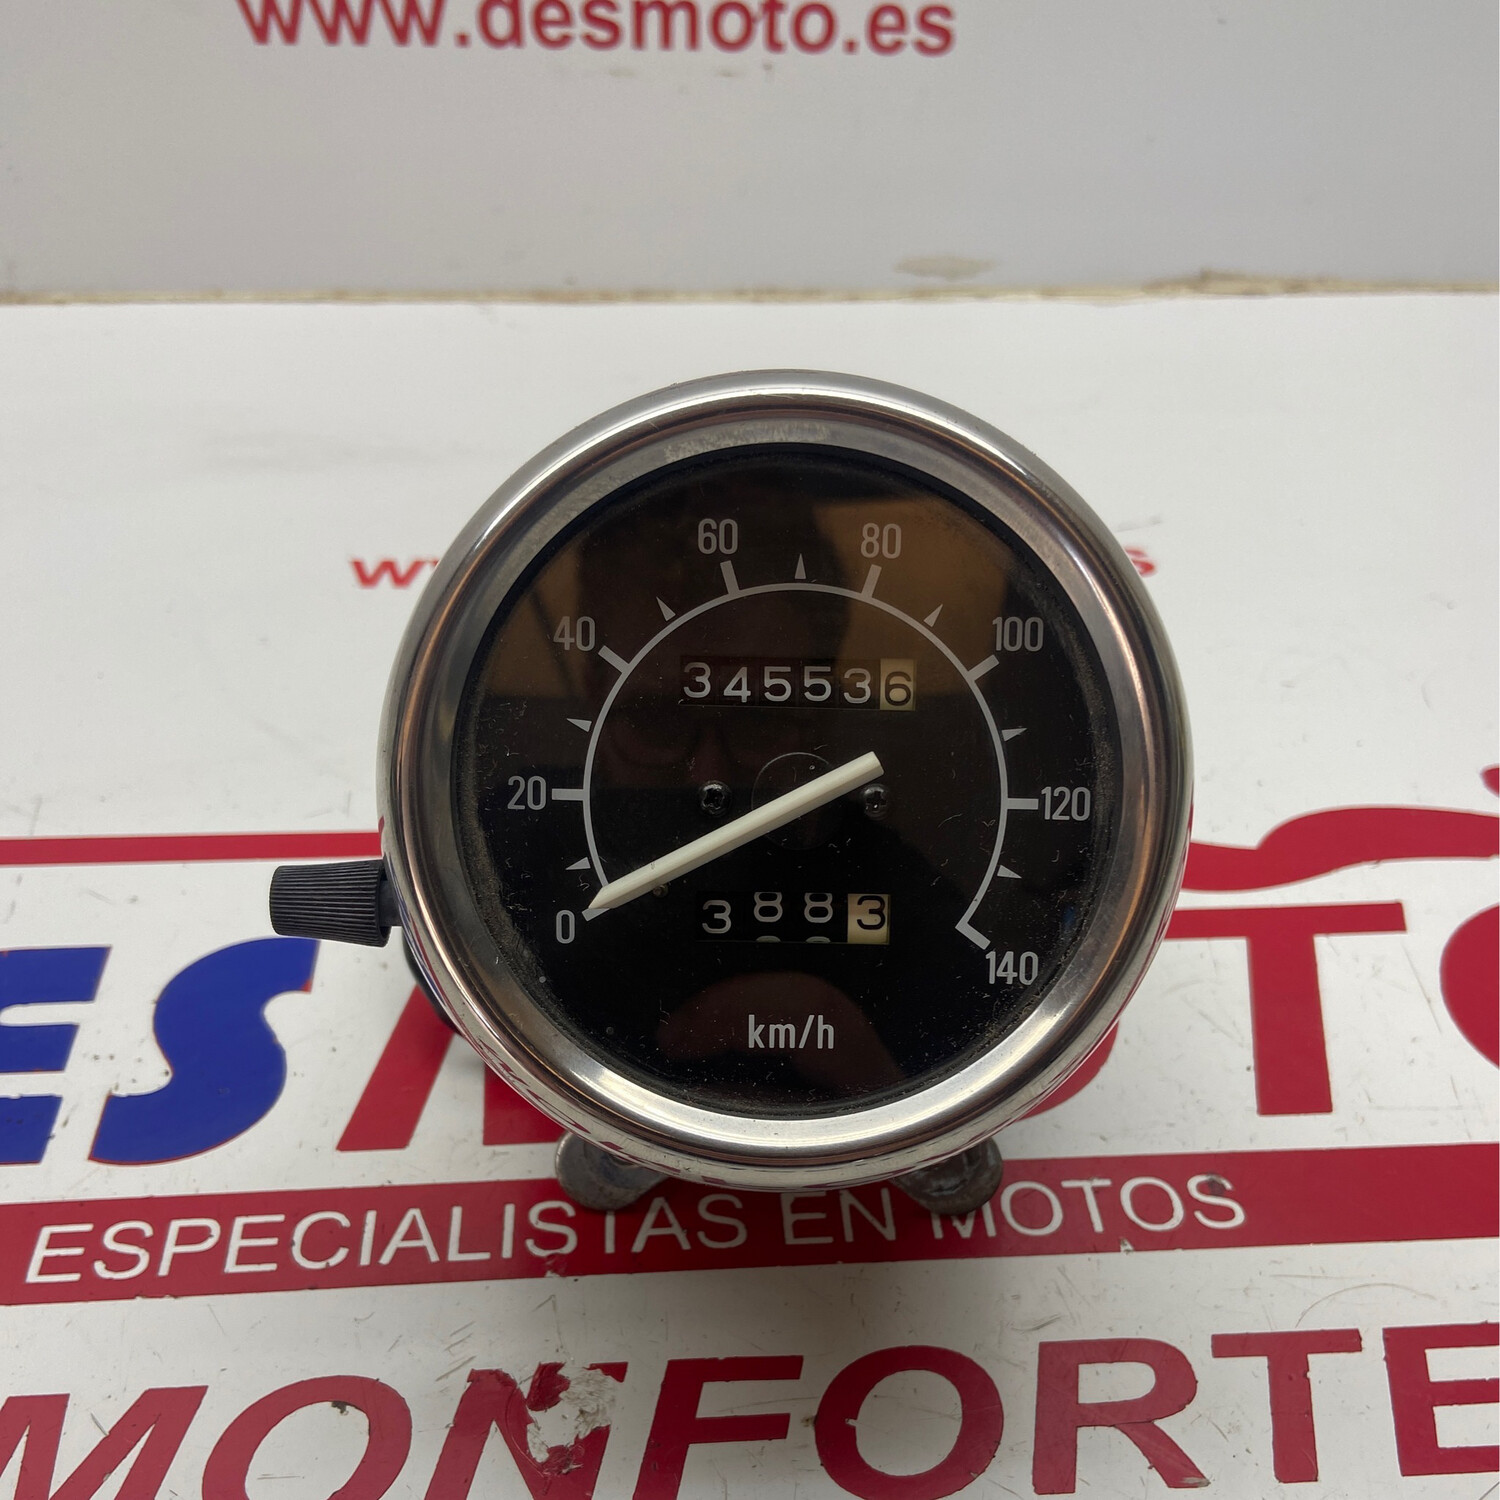 www.desmoto.es
60 80
40 100
345536
20 120
0 3883 140
km/h
ESPECIALISTAS EN MOTOS
MONFORTE